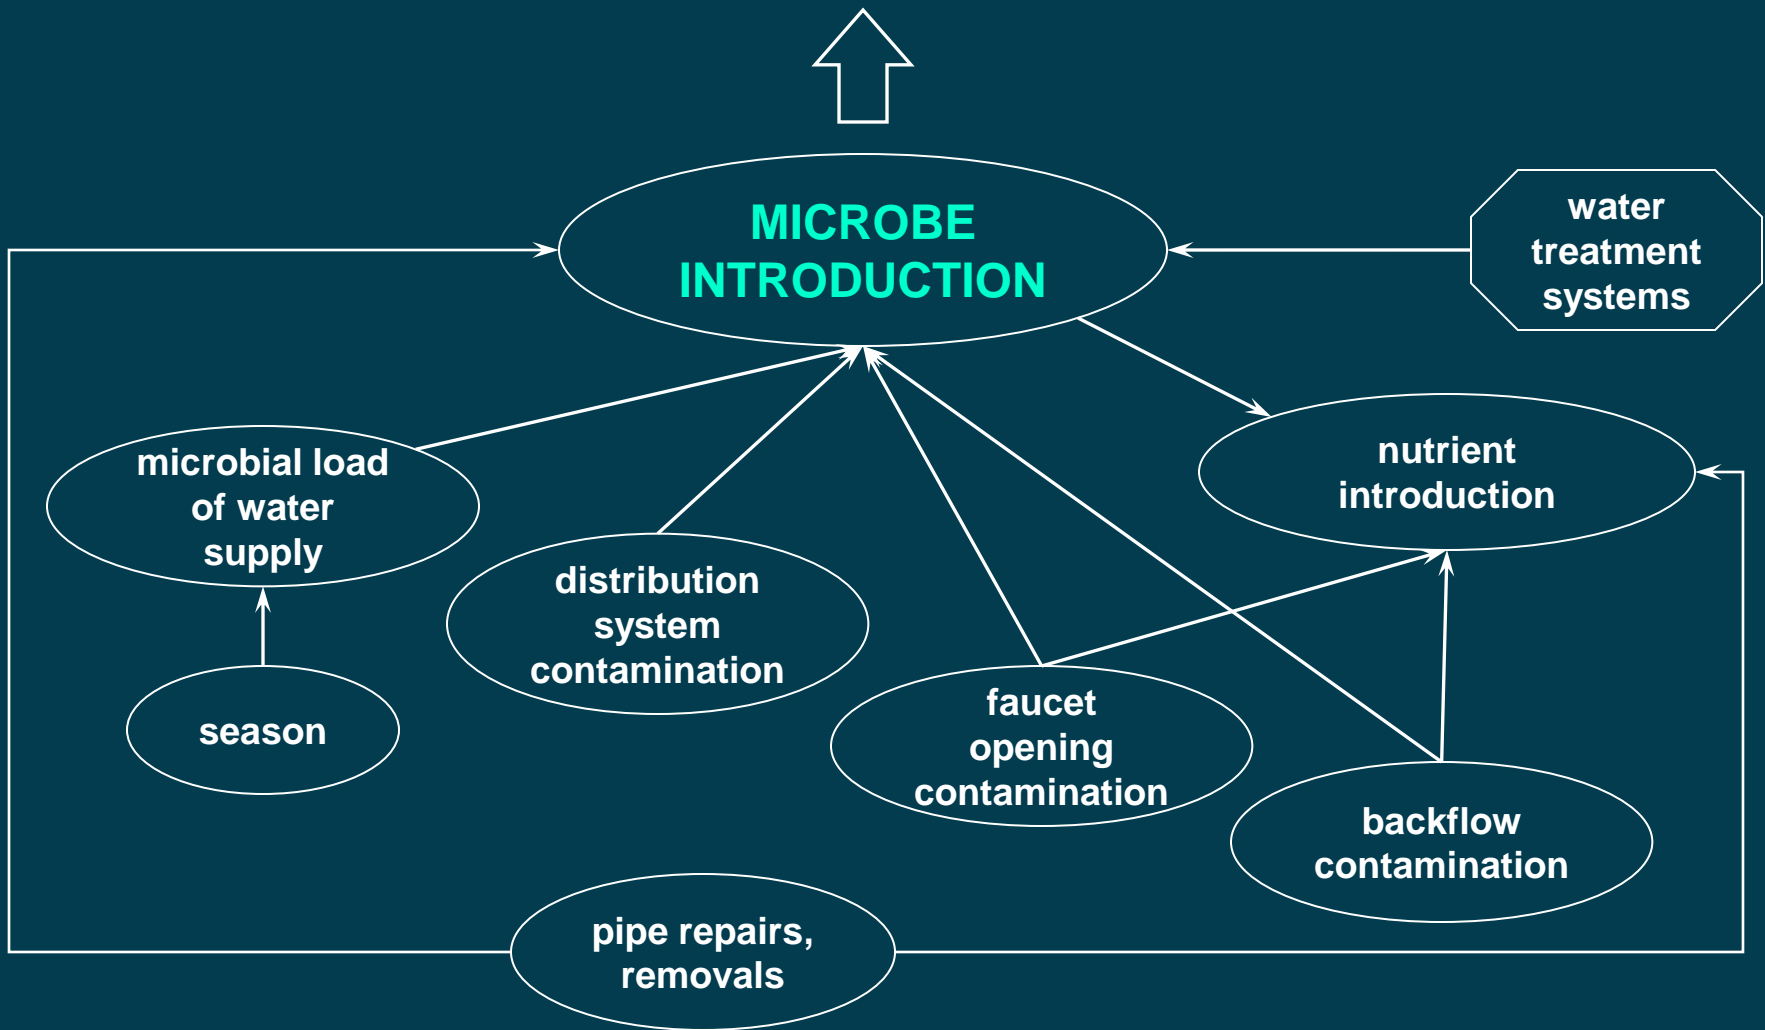 MICROBE
INTRODUCTION
water
treatment
systems
microbial load
of water
supply
nutrient
introduction
distribution
system
contamination
season
faucet
opening
contamination
backflow
contamination
pipe repairs,
removals